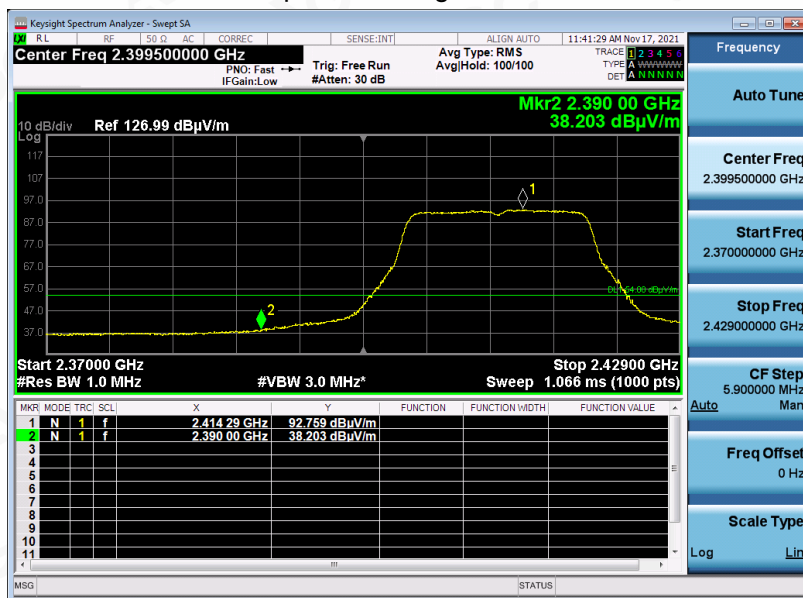 Keysight Spectrum Analyzer - Swept SA
LXI RL RF 50 Ω AC CORREC SENSE:INT ALIGN AUTO 11:41:29 AM Nov 17, 2021
Center Freq 2.399500000 GHz
PNO: Fast
IFGain:Low
Trig: Free Run
#Atten: 30 dB
Avg Type: RMS
Avg|Hold: 100/100
TRACE 1 2 3 4 5 6
TYPE A WWWWW
DET A N N N N N
Mkr2 2.390 00 GHz
38.203 dBµV/m
10 dB/div Ref 126.99 dBµV/m
Log
117
107
97.0
87.0
77.0
67.0
57.0
47.0
37.0
1
2
DL1 54.00 dBµV/m
Start 2.37000 GHz Stop 2.42900 GHz
#Res BW 1.0 MHz #VBW 3.0 MHz* Sweep 1.066 ms (1000 pts)
MKR MODE TRC SCL X Y FUNCTION FUNCTION WIDTH FUNCTION VALUE
1 N 1 f 2.414 29 GHz 92.759 dBµV/m
2 N 1 f 2.390 00 GHz 38.203 dBµV/m
3
4
5
6
7
8
9
10
11
MSG STATUS
Frequency
Auto Tune
Center Freq
2.399500000 GHz
Start Freq
2.370000000 GHz
Stop Freq
2.429000000 GHz
CF Step
5.900000 MHz
Auto Man
Freq Offset
0 Hz
Scale Type
Log Lin